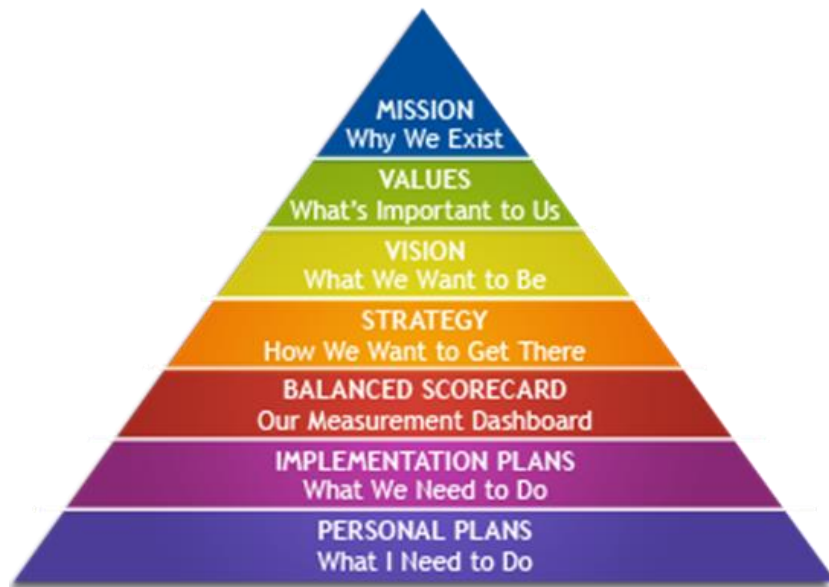 MISSION
Why We Exist
VALUES
What's Important to Us
VISION
What We Want to Be
STRATEGY
How We Want to Get There
BALANCED SCORECARD
Our Measurement Dashboard
IMPLEMENTATION PLANS
What We Need to Do
PERSONAL PLANS
What I Need to Do